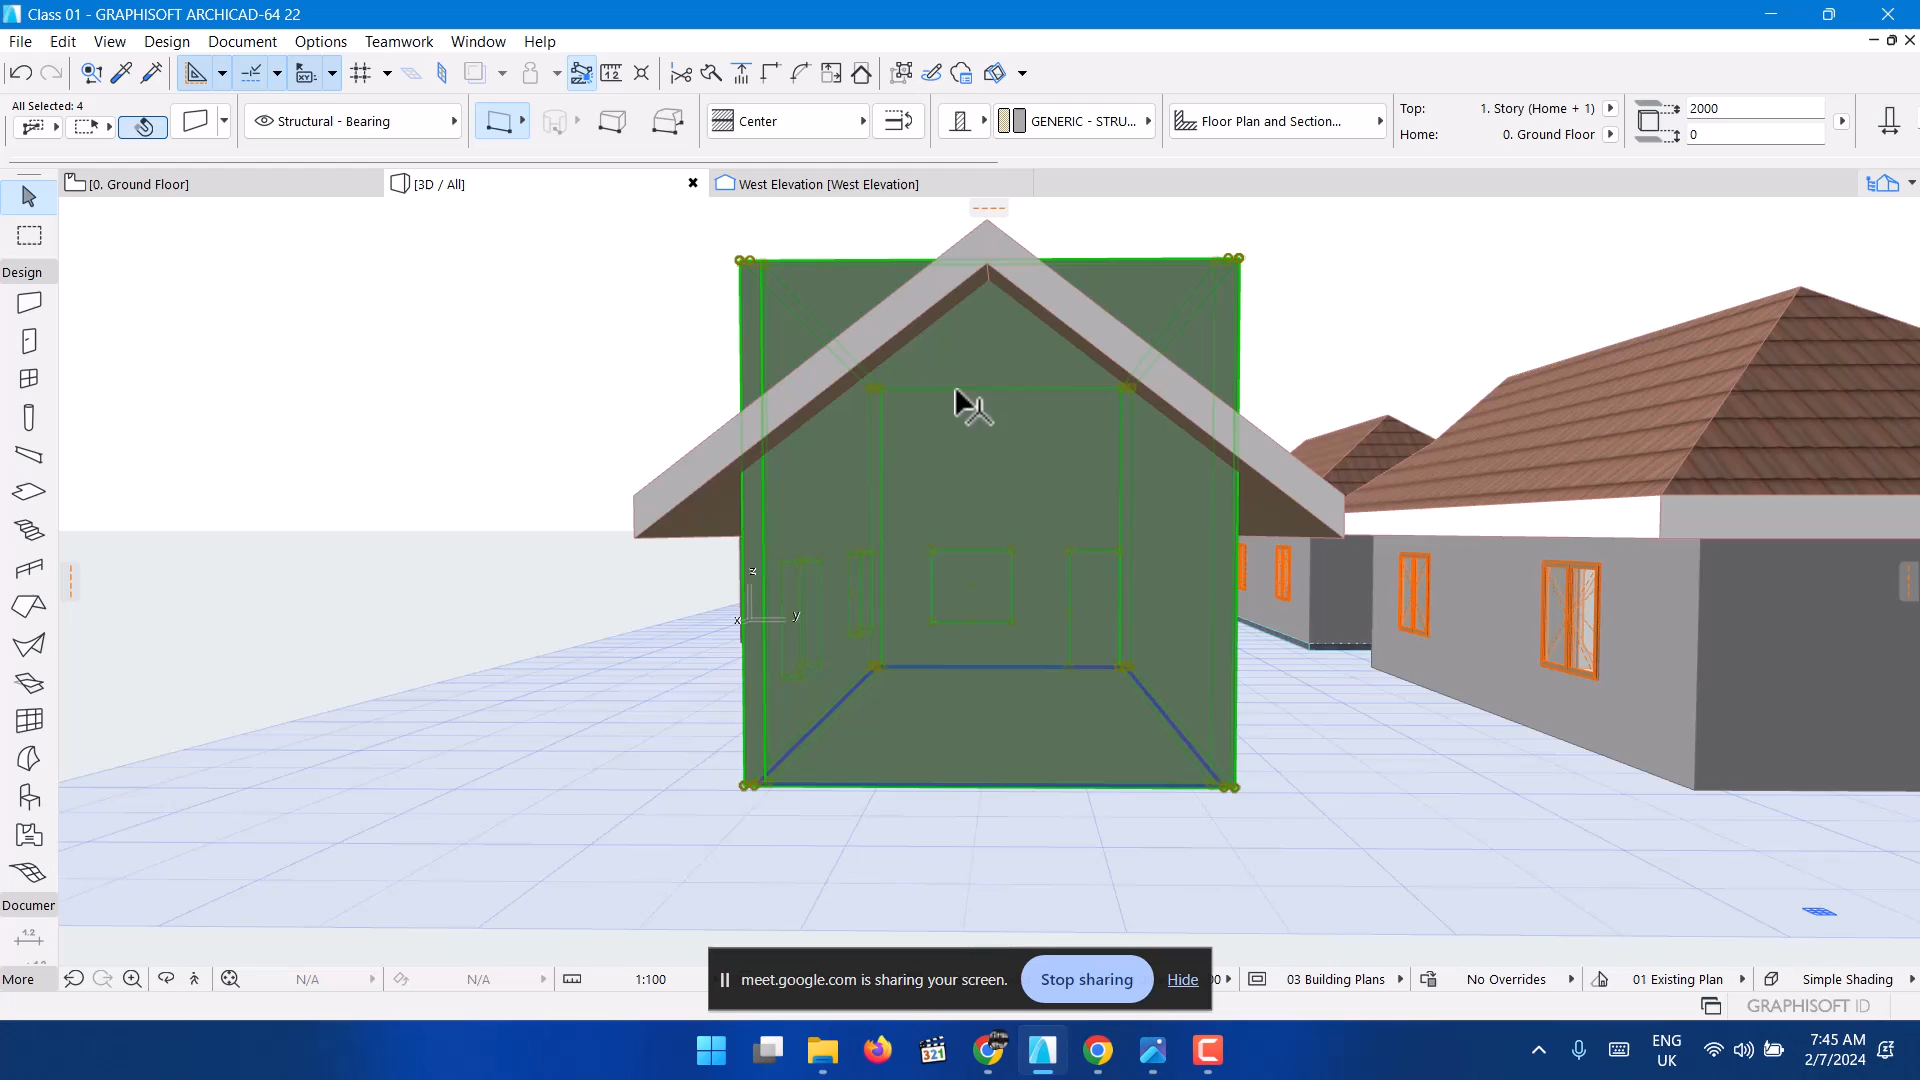 Class 01 - GRAPHISOFT ARCHICAD-64 22
File Edit View Design Document Options Teamwork Window Help
All Selected: 4
Structural - Bearing
Center
GENERIC - STRU...
Floor Plan and Section...
Top: 1. Story (Home + 1)
Home: 0. Ground Floor
2000
0
[0. Ground Floor]
[3D / All]
West Elevation [West Elevation]
Design
z
x
y
Documen
1.2
More
N/A
N/A
1:100
meet.google.com is sharing your screen.
Stop sharing
Hide
03 Building Plans
No Overrides
01 Existing Plan
Simple Shading
GRAPHISOFT ID
321
ENG
UK
7:45 AM
2/7/2024